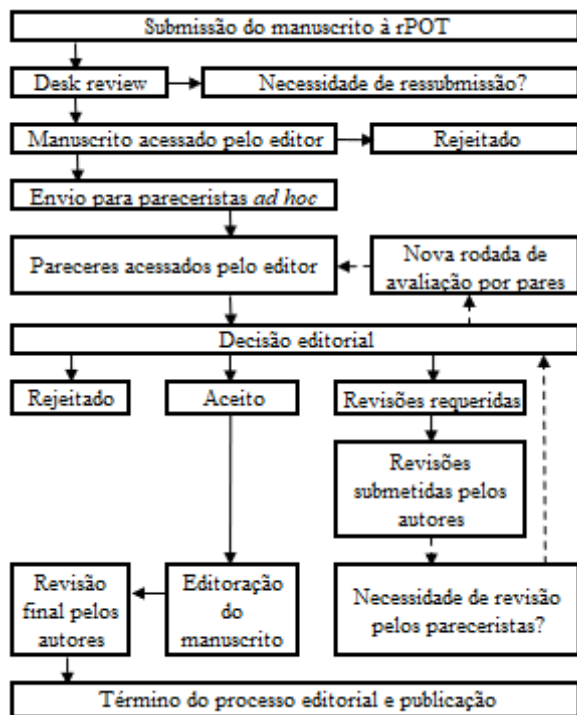 Submissão do manuscrito à rPOT
Desk review
Necessidade de ressubmissão?
Manuscrito acessado pelo editor
Rejeitado
Envio para pareceristas ad hoc
Pareceres acessados pelo editor
Nova rodada de
avaliação por pares
Decisão editorial
Rejeitado
Aceito
Revisões requeridas
Revisões
submetidas pelos
autores
Revisão
final pelos
autores
Editoração
do
manuscrito
Necessidade de revisão
pelos pareceristas?
Término do processo editorial e publicação